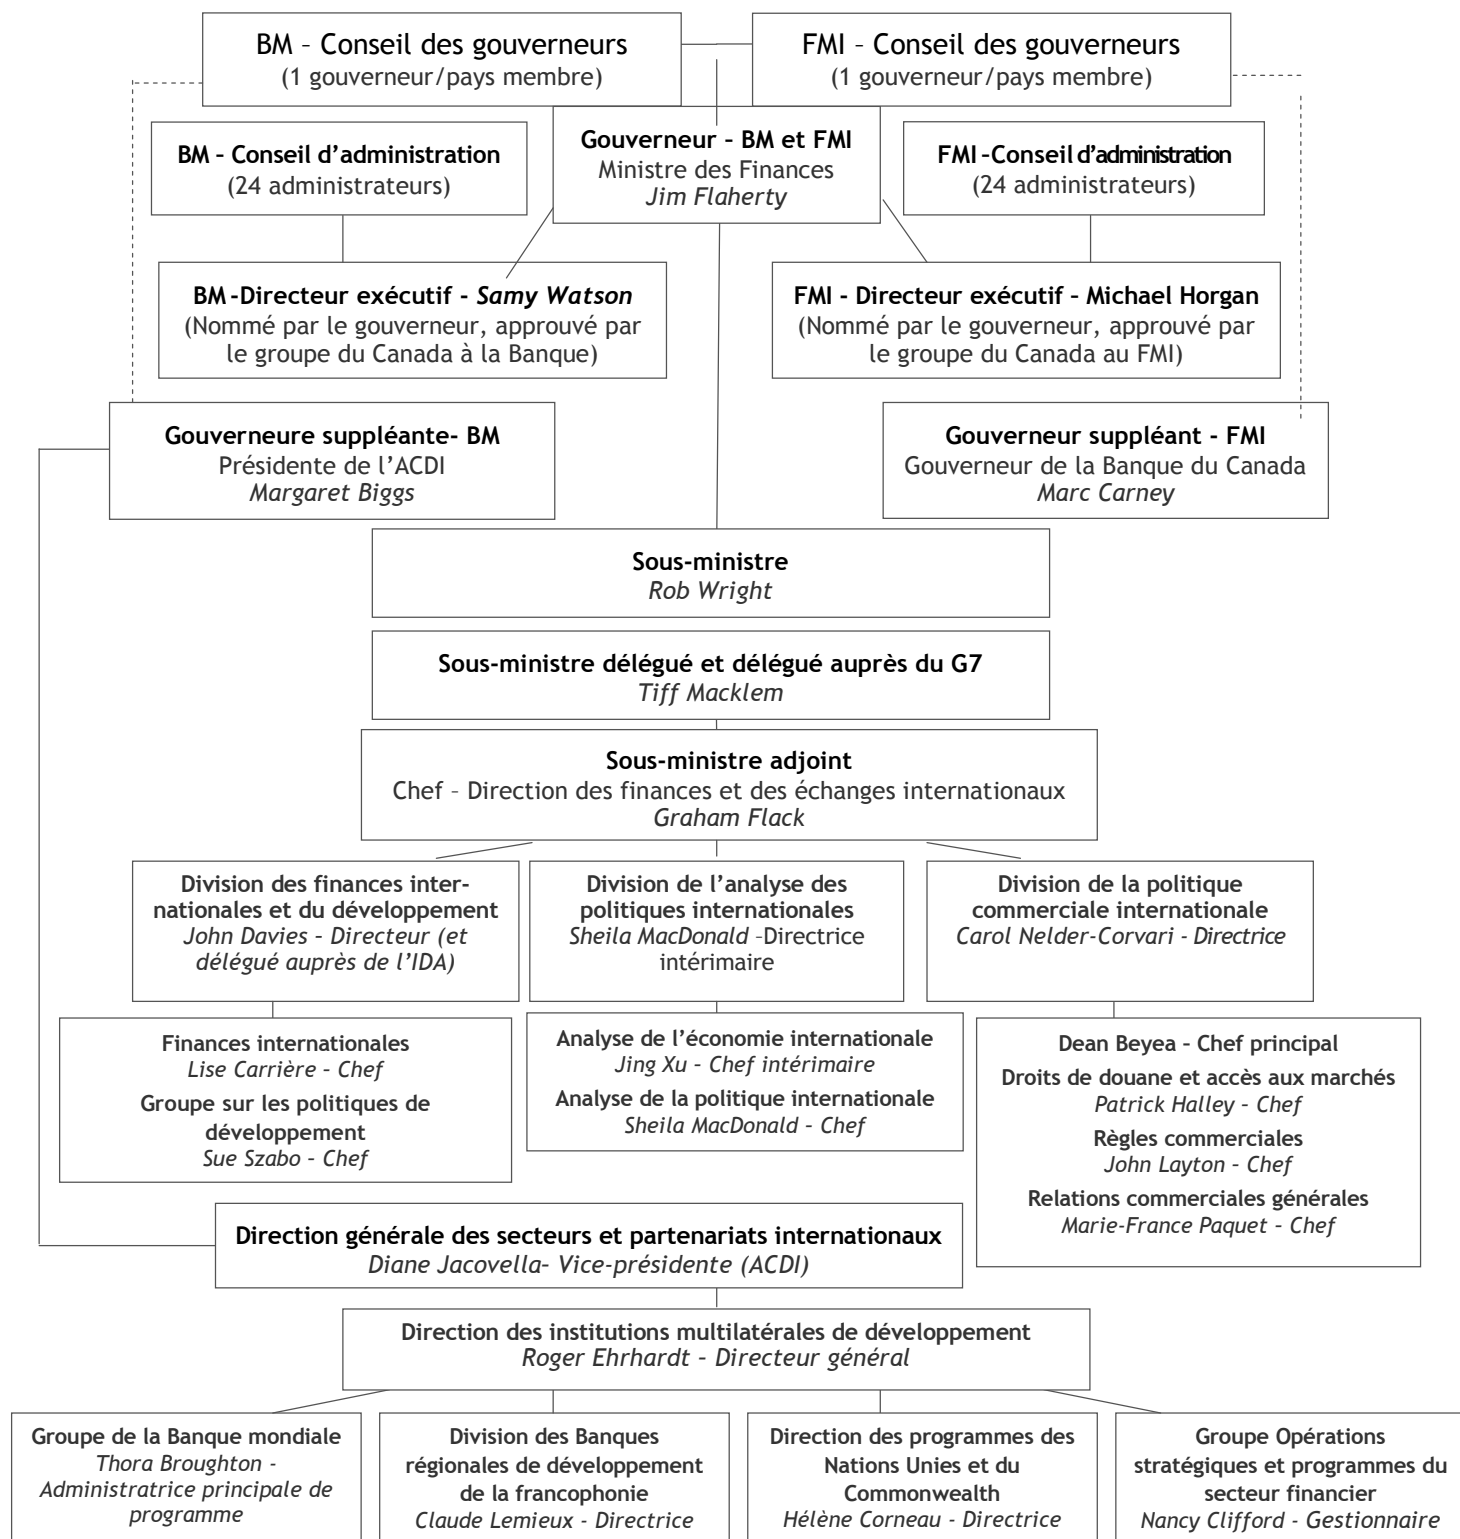 BM – Conseil des gouverneurs
(1 gouverneur/pays membre)
FMI – Conseil des gouverneurs
(1 gouverneur/pays membre)
BM – Conseil d’administration
(24 administrateurs)
Gouverneur – BM et FMI
Ministre des Finances
Jim Flaherty
FMI –Conseil d’administration
(24 administrateurs)
BM -Directeur exécutif - Samy Watson
(Nommé par le gouverneur, approuvé par
le groupe du Canada à la Banque)
FMI - Directeur exécutif – Michael Horgan
(Nommé par le gouverneur, approuvé par
le groupe du Canada au FMI)
Gouverneure suppléante- BM
Présidente de l’ACDI
Margaret Biggs
Gouverneur suppléant - FMI
Gouverneur de la Banque du Canada
Marc Carney
Sous-ministre
Rob Wright
Sous-ministre délégué et délégué auprès du G7
Tiff Macklem
Sous-ministre adjoint
Chef – Direction des finances et des échanges internationaux
Graham Flack
Division des finances inter-
nationales et du développement
John Davies – Directeur (et
délégué auprès de l’IDA)
Division de l’analyse des
politiques internationales
Sheila MacDonald –Directrice
intérimaire
Division de la politique
commerciale internationale
Carol Nelder-Corvari - Directrice
Finances internationales
Lise Carrière – Chef
Groupe sur les politiques de
développement
Sue Szabo – Chef
Analyse de l’économie internationale
Jing Xu – Chef intérimaire
Analyse de la politique internationale
Sheila MacDonald – Chef
Dean Beyea – Chef principal
Droits de douane et accès aux marchés
Patrick Halley – Chef
Règles commerciales
John Layton - Chef
Relations commerciales générales
Marie-France Paquet – Chef
Direction générale des secteurs et partenariats internationaux
Diane Jacovella– Vice-présidente (ACDI)
Direction des institutions multilatérales de développement
Roger Ehrhardt – Directeur général
Groupe de la Banque mondiale
Thora Broughton -
Administratrice principale de
programme
Division des Banques
régionales de développement
de la francophonie
Claude Lemieux - Directrice
Direction des programmes des
Nations Unies et du
Commonwealth
Hélène Corneau - Directrice
Groupe Opérations
stratégiques et programmes du
secteur financier
Nancy Clifford - Gestionnaire